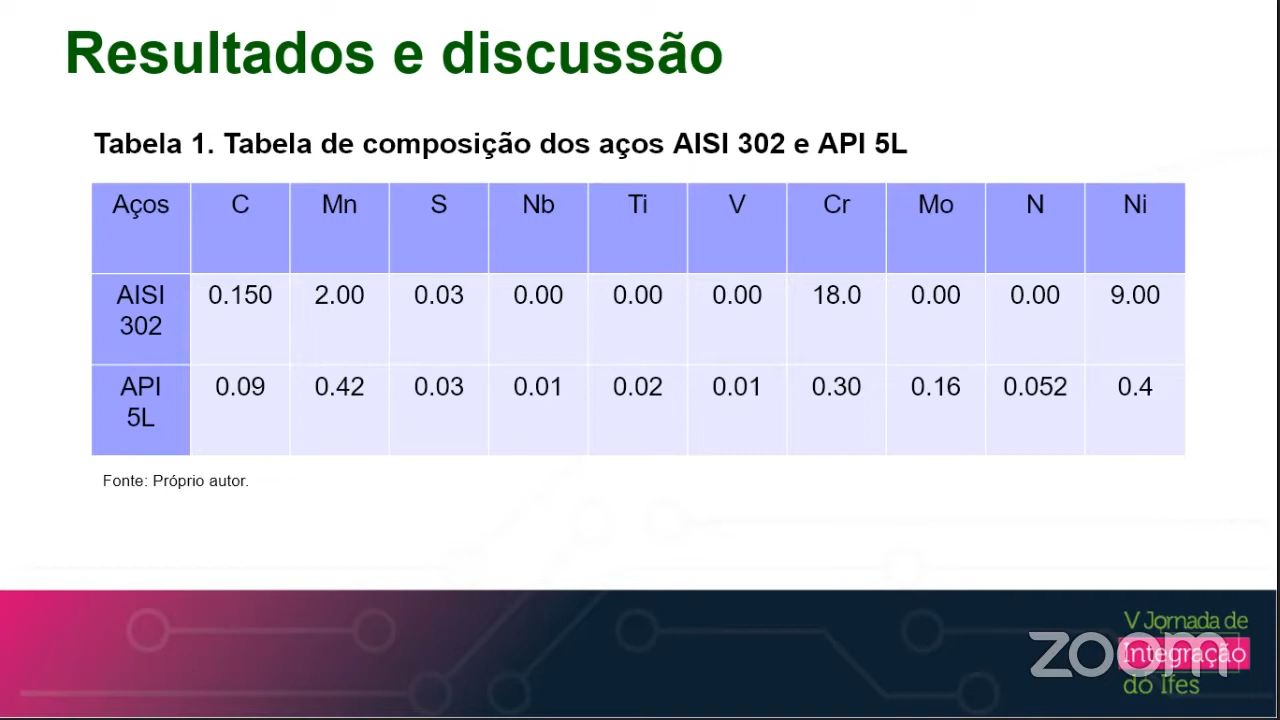 Resultados e discussão
Tabela 1. Tabela de composição dos aços AISI 302 e API 5L
Aços C Mn S Nb Ti V Cr Mo N Ni
AISI 302 0.150 2.00 0.03 0.00 0.00 0.00 18.0 0.00 0.00 9.00
API 5L 0.09 0.42 0.03 0.01 0.02 0.01 0.30 0.16 0.052 0.4
Fonte: Próprio autor.
V Jornada de
Integração
do Ifes
zoom